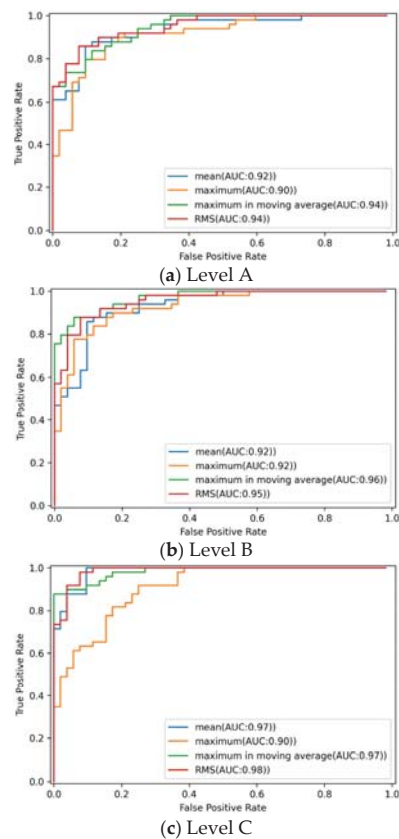 1.0
0.8
0.6
0.4
0.2
0.0
True Positive Rate
mean(AUC:0.92))
maximum(AUC:0.90))
maximum in moving average(AUC:0.94))
RMS(AUC:0.94))
0.0 0.2 0.4 0.6 0.8 1.0
False Positive Rate
(a) Level A
1.0
0.8
0.6
0.4
0.2
0.0
True Positive Rate
mean(AUC:0.92))
maximum(AUC:0.92))
maximum in moving average(AUC:0.96))
RMS(AUC:0.95))
0.0 0.2 0.4 0.6 0.8 1.0
False Positive Rate
(b) Level B
1.0
0.8
0.6
0.4
0.2
0.0
True Positive Rate
mean(AUC:0.97))
maximum(AUC:0.90))
maximum in moving average(AUC:0.97))
RMS(AUC:0.98))
0.0 0.2 0.4 0.6 0.8 1.0
False Positive Rate
(c) Level C